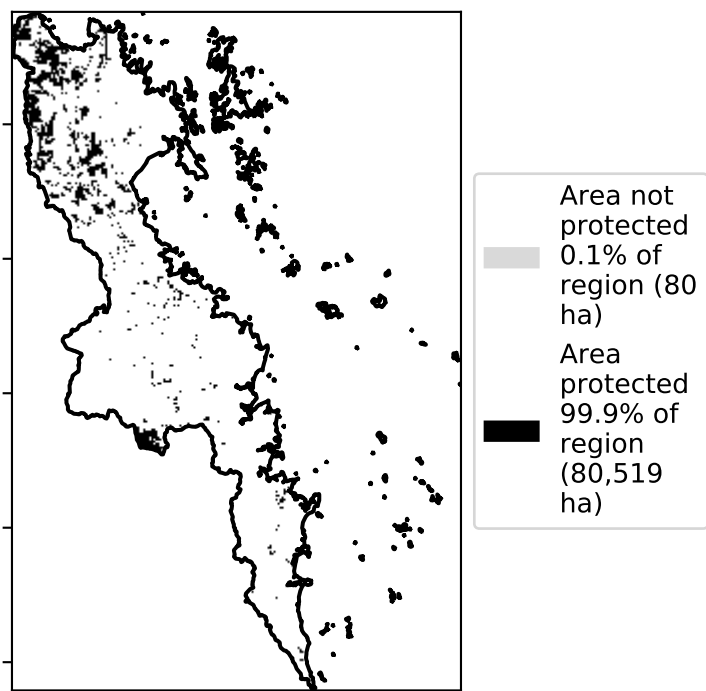 Area not
protected
0.1% of
region (80
ha)
Area
protected
99.9% of
region
(80,519
ha)